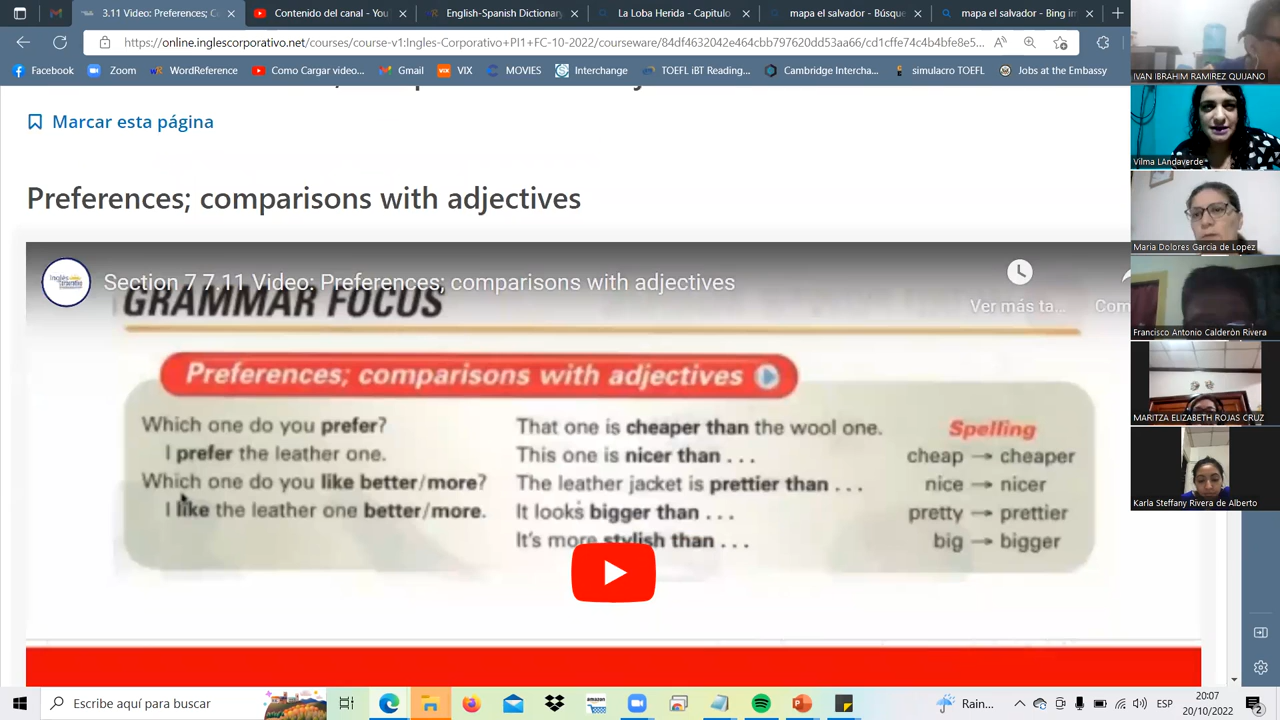 3.11 Video: Preferences; C
Contenido del canal - You
English-Spanish Dictionary
La Loba Herida - Capitulo
mapa el salvador - Búsque
mapa el salvador - Bing im
https://online.inglescorporativo.net/courses/course-v1:Ingles-Corporativo+PI1+FC-10-2022/courseware/84df4632042e464cbb797620dd53aa66/cd1cffe74c4b4bfe8e5...
Facebook
Zoom
WordReference
Como Cargar video...
Gmail
VIX
MOVIES
Interchange
TOEFL iBT Reading...
Cambridge Intercha...
simulacro TOEFL
Jobs at the Embassy
Marcar esta página
Preferences; comparisons with adjectives
Section 7 7.11 Video: Preferences; comparisons with adjectives
Ver más ta...
Com
GRAMMAR FOCUS
Preferences; comparisons with adjectives
Which one do you prefer?
I prefer the leather one.
Which one do you like better/more?
I like the leather one better/more.
That one is cheaper than the wool one.
This one is nicer than . . .
The leather jacket is prettier than . . .
It looks bigger than . . .
It's more stylish than . . .
Spelling
cheap → cheaper
nice → nicer
pretty → prettier
big → bigger
IVAN IBRAHIM RAMIREZ QUIJANO
Vilma LAndaverde
Maria Dolores Garcia de Lopez
Francisco Antonio Calderòn Rivera
MARITZA ELIZABETH ROJAS CRUZ
Karla Steffany Rivera de Alberto
Escribe aquí para buscar
Rain...
ESP
20:07
20/10/2022
2